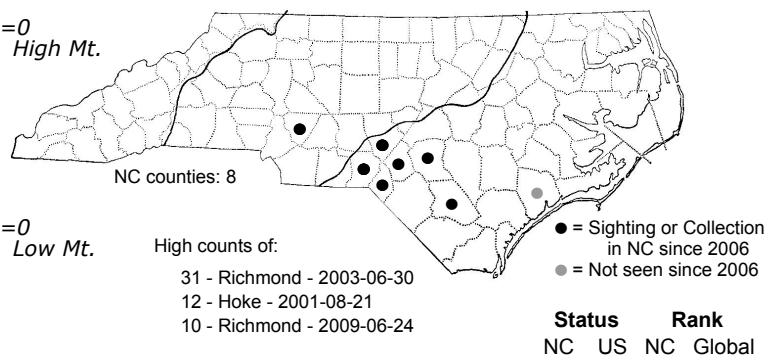 =0
High Mt.
NC counties: 8
=0
Low Mt.
High counts of:
31 - Richmond - 2003-06-30
12 - Hoke - 2001-08-21
10 - Richmond - 2009-06-24
● = Sighting or Collection
in NC since 2006
● = Not seen since 2006
Status Rank
NC US NC Global